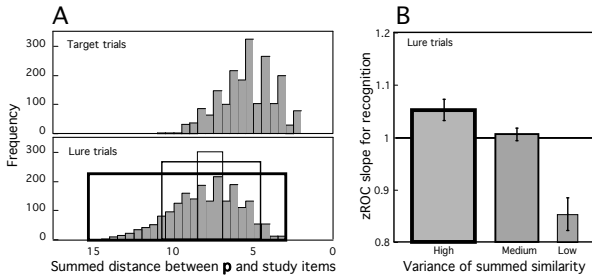 A
Target trials
300
200
100
0
Lure trials
300
200
100
0
15 10 5 0
Frequency
Summed distance between p and study items
B
Lure trials
1.2
1.1
1
0.9
0.8
zROC slope for recognition
High Medium Low
Variance of summed similarity